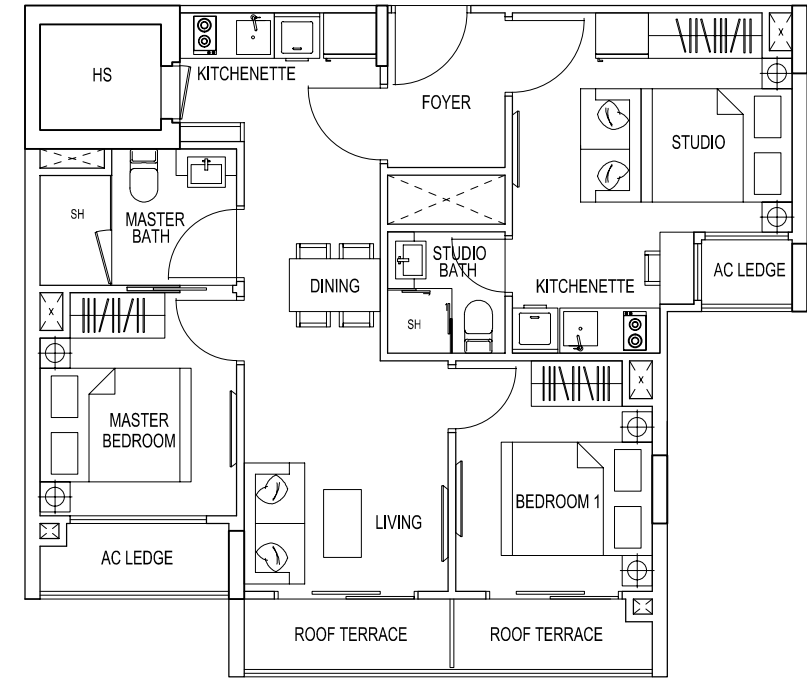 HS
KITCHENETTE
FOYER
STUDIO
SH
MASTER
BATH
STUDIO
BATH
DINING
KITCHENETTE
AC LEDGE
SH
X
X
X
MASTER
BEDROOM
BEDROOM 1
LIVING
AC LEDGE
ROOF TERRACE
ROOF TERRACE